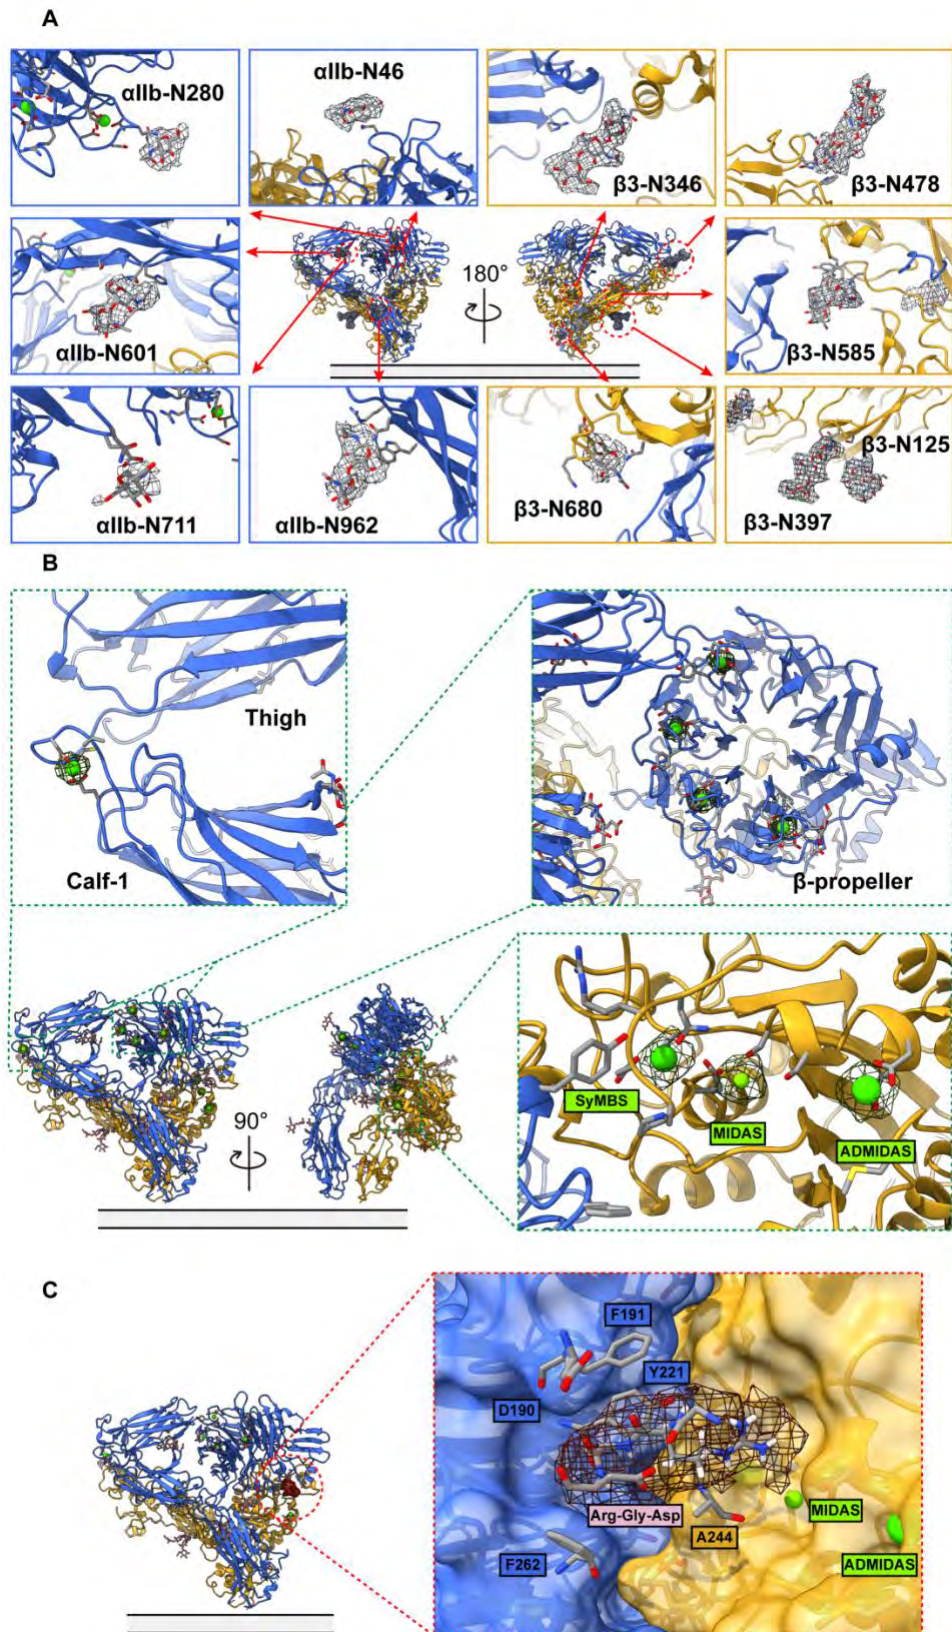 A
αIIb-N280
αIIb-N46
β3-N346
β3-N478
αIIb-N601
180°
β3-N585
αIIb-N711
αIIb-N962
β3-N680
β3-N125
β3-N397
B
Thigh
Calf-1
β-propeller
90°
SyMBS
MIDAS
ADMIDAS
C
F191
Y221
D190
Arg-Gly-Asp
MIDAS
A244
F262
ADMIDAS